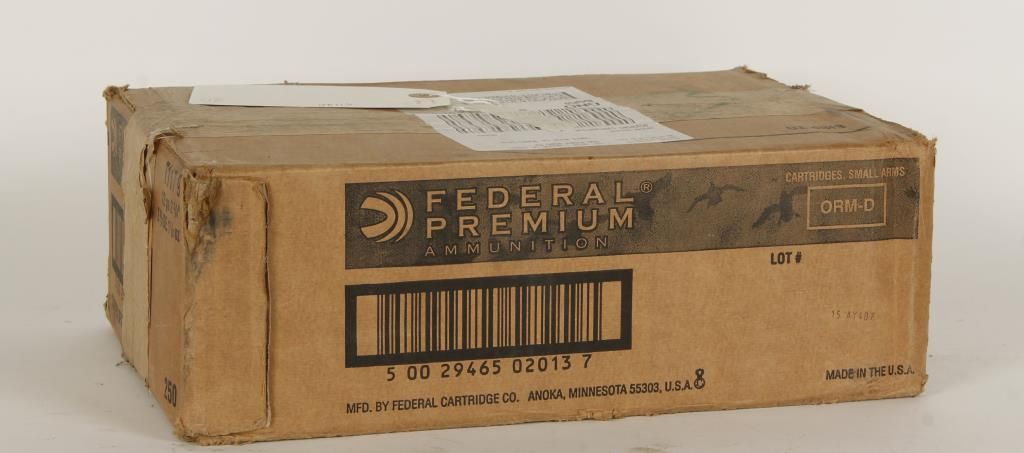 FEDERAL®
PREMIUM
AMMUNITION
CARTRIDGES, SMALL ARMS
ORM-D
LOT #
5 00 29465 02013 7
MFD. BY FEDERAL CARTRIDGE CO. ANOKA, MINNESOTA 55303, U.S.A. 8
MADE IN THE U.S.A.
250